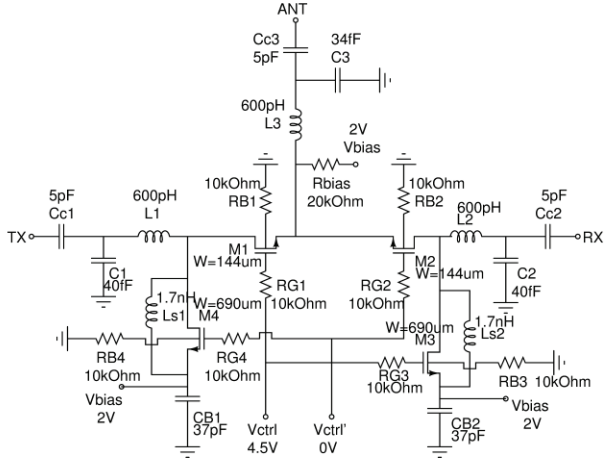 ANT
Cc3
5pF
34fF
C3
600pH
L3
2V
Vbias
Rbias
20kOhm
10kOhm
RB1
10kOhm
RB2
5pF
Cc1
600pH
L1
600pH
L2
5pF
Cc2
TX
RX
M1
W=144um
M2
W=144um
C1
40fF
C2
40fF
RG1
10kOhm
RG2
10kOhm
1.7nH
Ls1
W=690um
M4
W=690um
M3
1.7nH
Ls2
RB4
10kOhm
RG4
10kOhm
RG3
10kOhm
RB3
10kOhm
Vbias
2V
CB1
37pF
Vctrl
4.5V
Vctrl'
0V
CB2
37pF
Vbias
2V